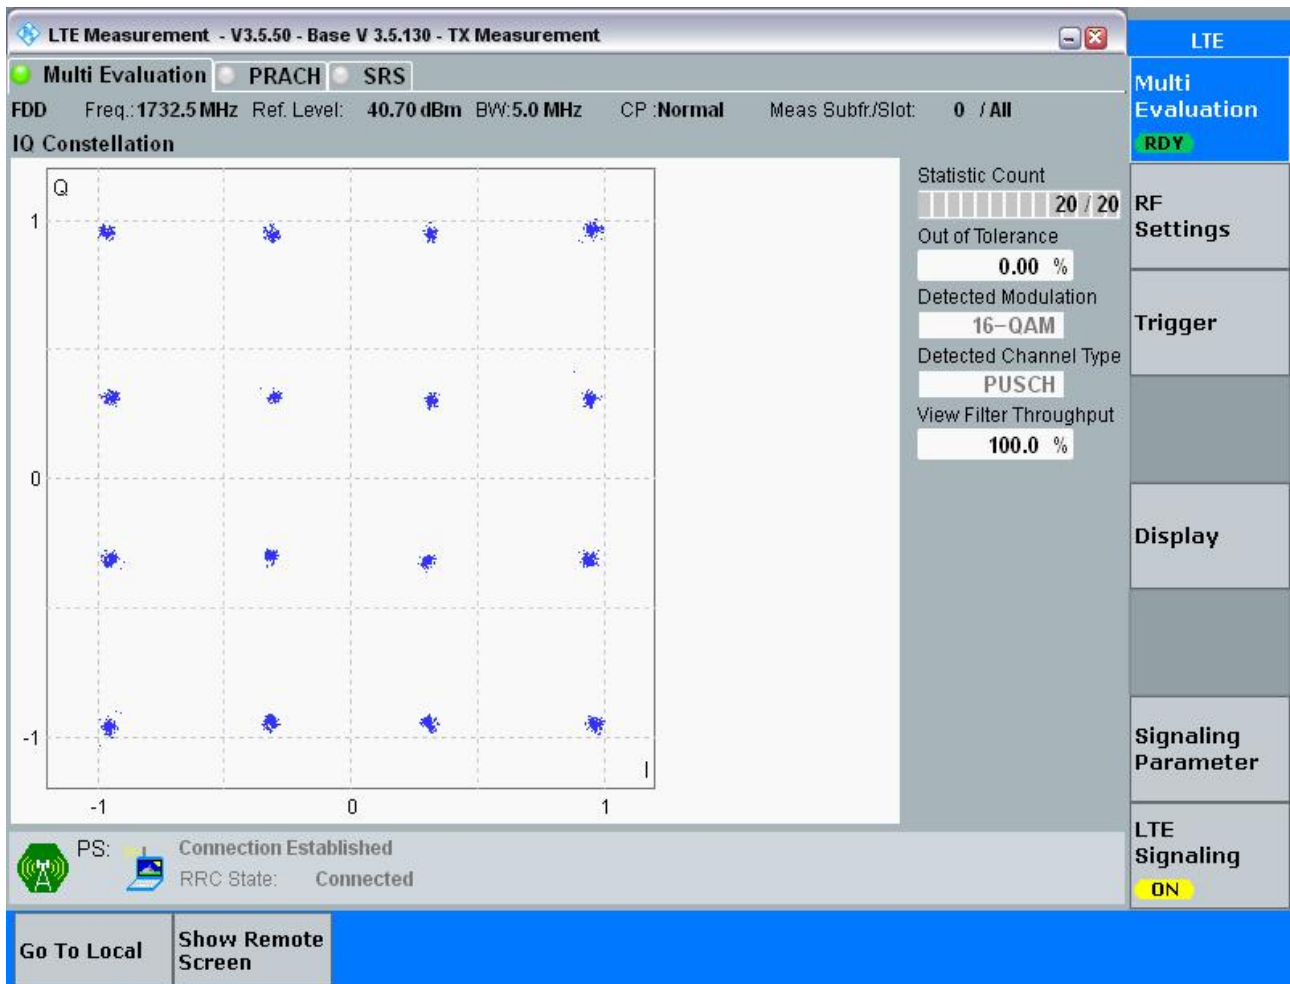 LTE Measurement - V3.5.50 - Base V 3.5.130 - TX Measurement
LTE
Multi Evaluation PRACH SRS
FDD Freq.: 1732.5 MHz Ref. Level: 40.70 dBm BW: 5.0 MHz CP :Normal Meas Subfr./Slot: 0 / All
IQ Constellation
Q
1
0
-1
I
-1 0 1
Statistic Count
20 / 20
Out of Tolerance
0.00 %
Detected Modulation
16-QAM
Detected Channel Type
PUSCH
View Filter Throughput
100.0 %
Multi
Evaluation
RDY
RF
Settings
Trigger
Display
Signaling
Parameter
LTE
Signaling
ON
PS: Connection Established
RRC State: Connected
Go To Local
Show Remote
Screen